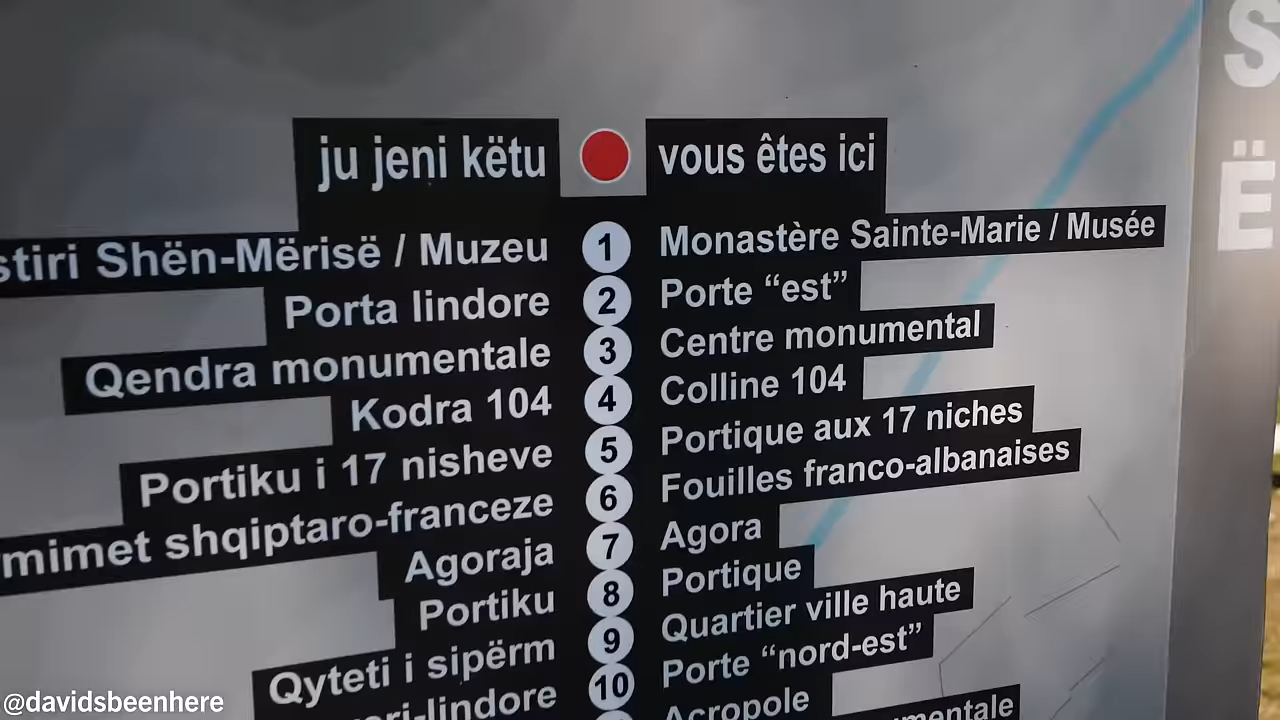 S
Ë
ju jeni këtu vous êtes ici
Shën-Mërisë / Muzeu 1 Monastère Sainte-Marie / Musée
Porta lindore 2 Porte “est”
Qendra monumentale 3 Centre monumental
Kodra 104 4 Colline 104
Portiku i 17 nisheve 5 Portique aux 17 niches
shqiptaro-franceze 6 Fouilles franco-albanaises
Agoraja 7 Agora
Portiku 8 Portique
Qyteti i sipërm 9 Quartier ville haute
10 Porte “nord-est”
Acropole
@davidsbeenhere